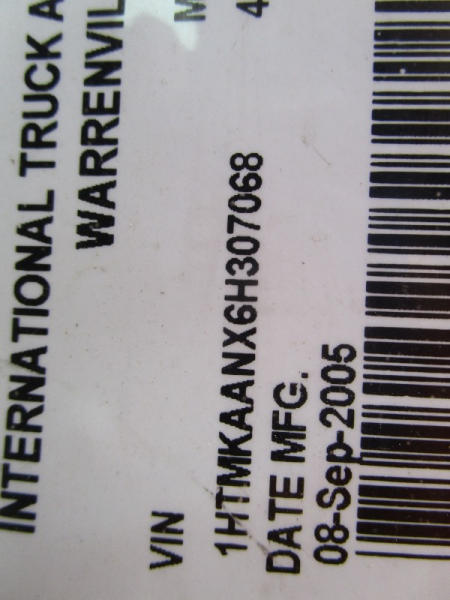 INTERNATIONAL TRUCK A
WARRENVIL
VIN
1HTMKAANX6H307068
DATE MFG.
08-Sep-2005